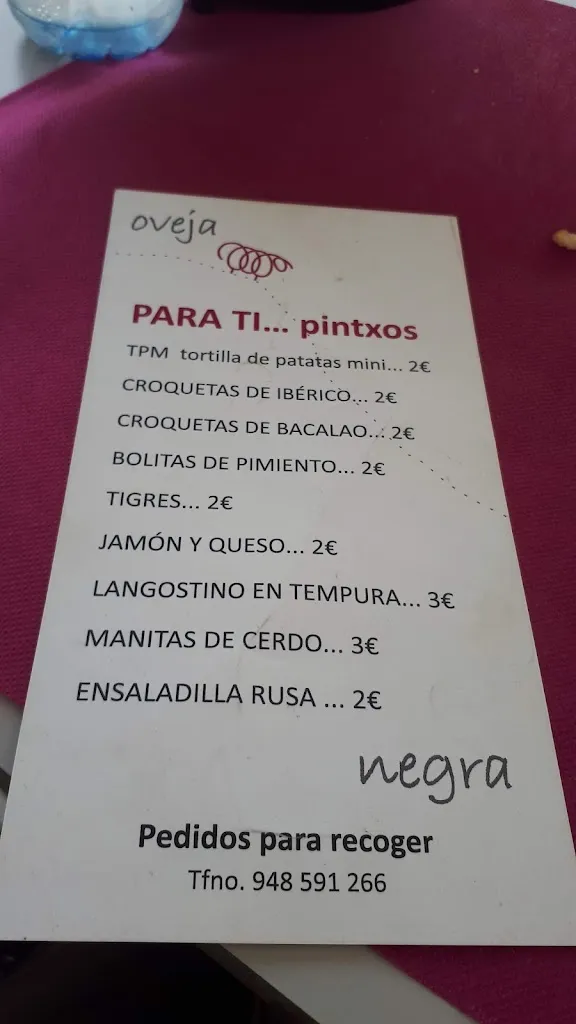 oveja
PARA TI... pintxos
TPM tortilla de patatas mini... 2€
CROQUETAS DE IBÉRICO... 2€
CROQUETAS DE BACALAO... 2€
BOLITAS DE PIMIENTO... 2€
TIGRES... 2€
JAMÓN Y QUESO... 2€
LANGOSTINO EN TEMPURA... 3€
MANITAS DE CERDO... 3€
ENSALADILLA RUSA ... 2€
negra
Pedidos para recoger
Tfno. 948 591 266